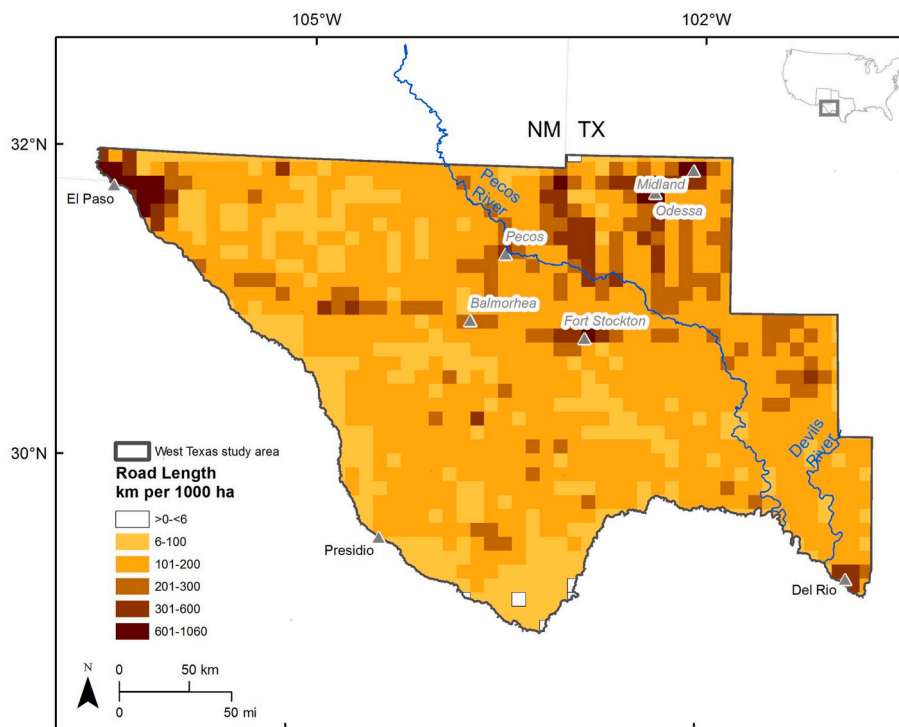 105°W
102°W
NM TX
32°N
Pecos
River
Midland
El Paso
Odessa
Pecos
Balmorhea
Fort Stockton
Devils
River
30°N
West Texas study area
Road Length
km per 1000 ha
>0-<6
6-100
101-200
201-300
301-600
601-1060
Presidio
Del Rio
N
0 50 km
0 50 mi